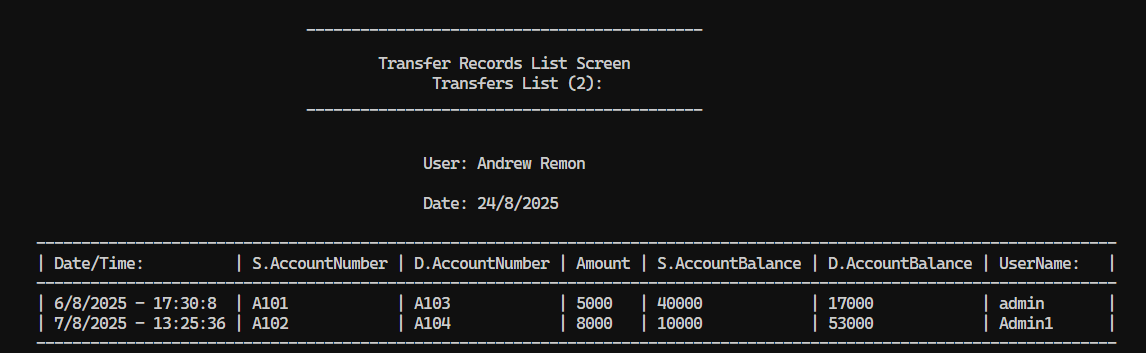 Transfer Records List Screen
Transfers List (2):
User: Andrew Remon
Date: 24/8/2025
| Date/Time: | S.AccountNumber | D.AccountNumber | Amount | S.AccountBalance | D.AccountBalance | UserName: |
| 6/8/2025 - 17:30:8 | A101 | A103 | 5000 | 40000 | 17000 | admin |
| 7/8/2025 - 13:25:36 | A102 | A104 | 8000 | 10000 | 53000 | Admin1 |